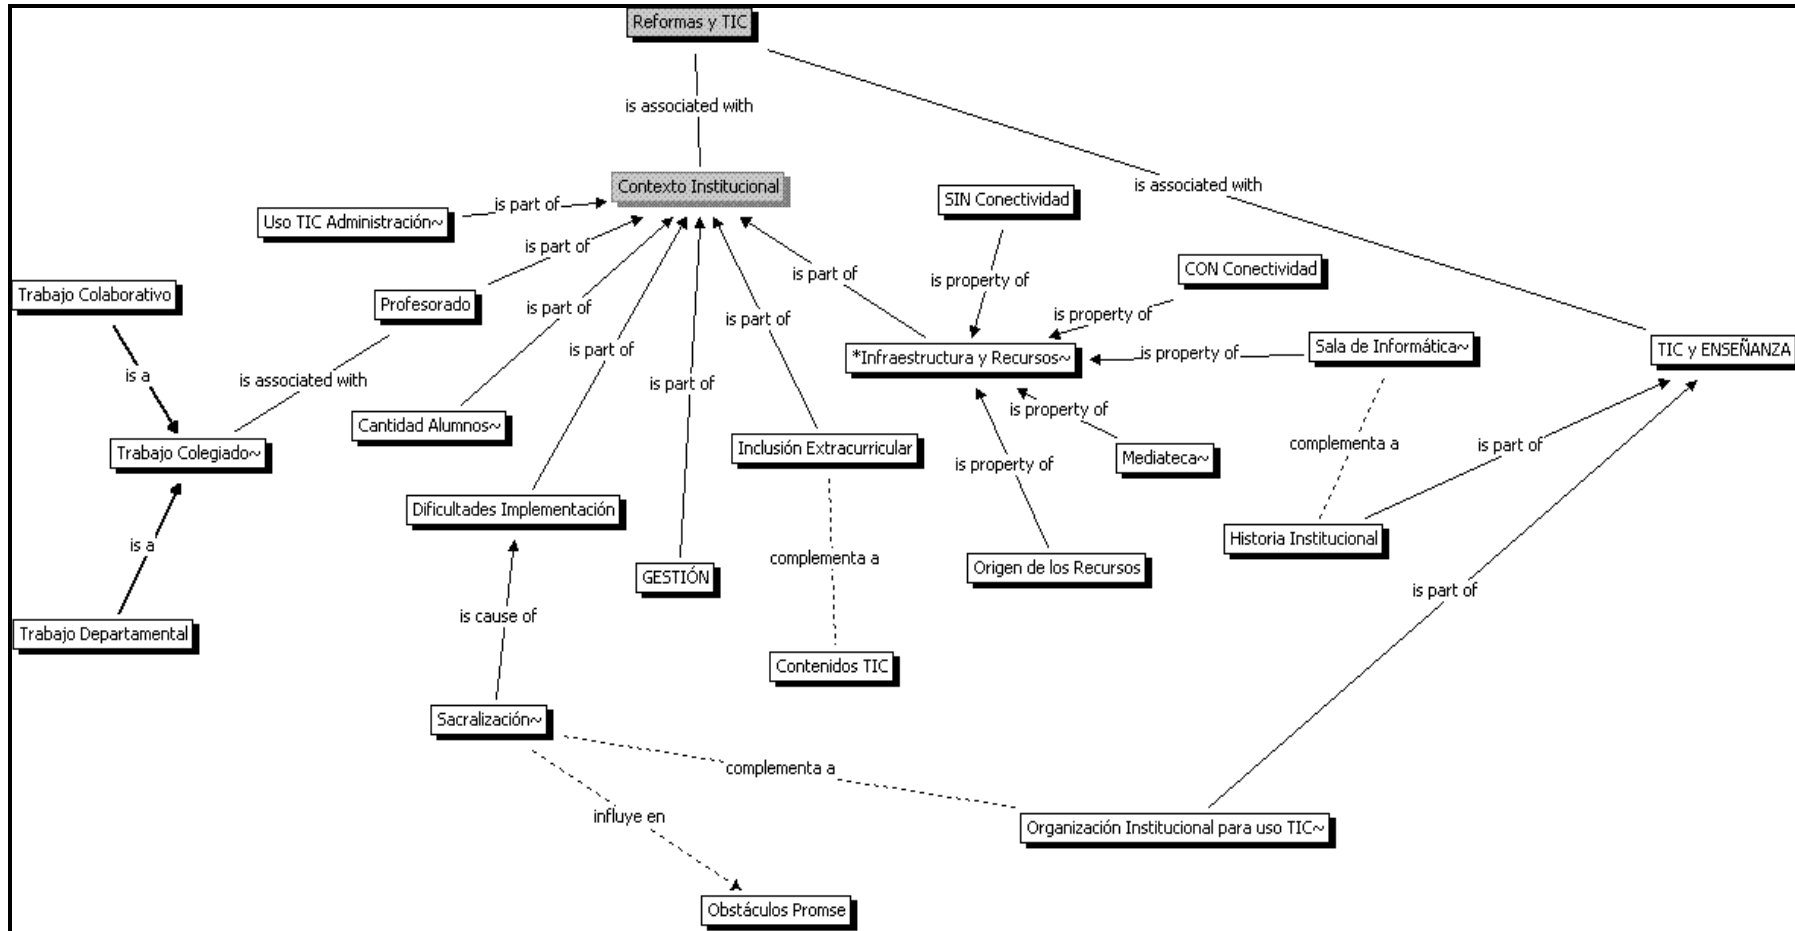 Reformas y TIC
is associated with
is associated with
Contexto Institucional
SIN Conectividad
Uso TIC Administración~
is part of
is part of
is part of
CON Conectividad
is property of
Trabajo Colaborativo
Profesorado
is part of
is part of
is property of
is part of
*Infraestructura y Recursos~
is property of
Sala de Informática~
TIC y ENSEÑANZA
is a
is associated with
is part of
is property of
Cantidad Alumnos~
Trabajo Colegiado~
Inclusión Extracurricular
is property of
Mediateca~
complementa a
is part of
Dificultades Implementación
Historia Institucional
is a
complementa a
GESTIÓN
Origen de los Recursos
is part of
is cause of
Trabajo Departamental
Contenidos TIC
Sacralización~
complementa a
influye en
Organización Institucional para uso TIC~
Obstáculos Promse